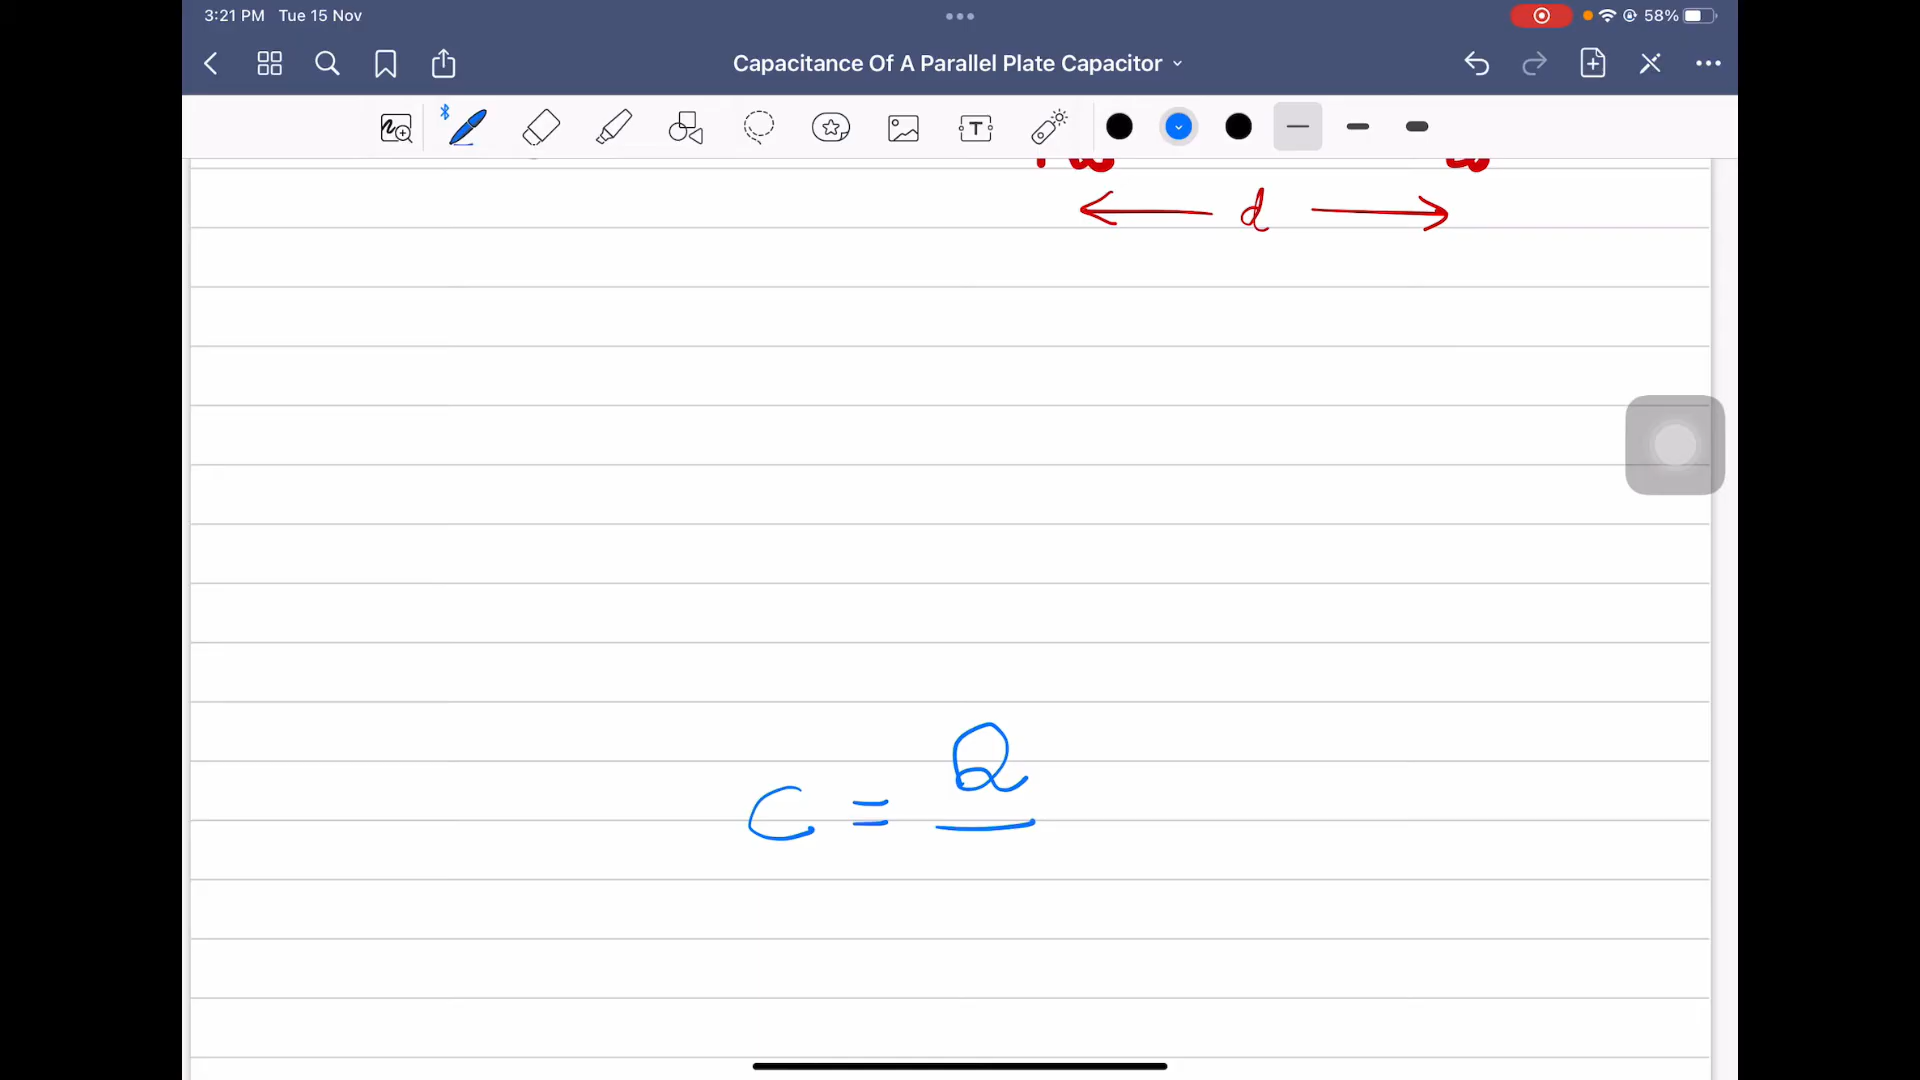 3:21 PM Tue 15 Nov 58%
Capacitance Of A Parallel Plate Capacitor
T
d
C = Q